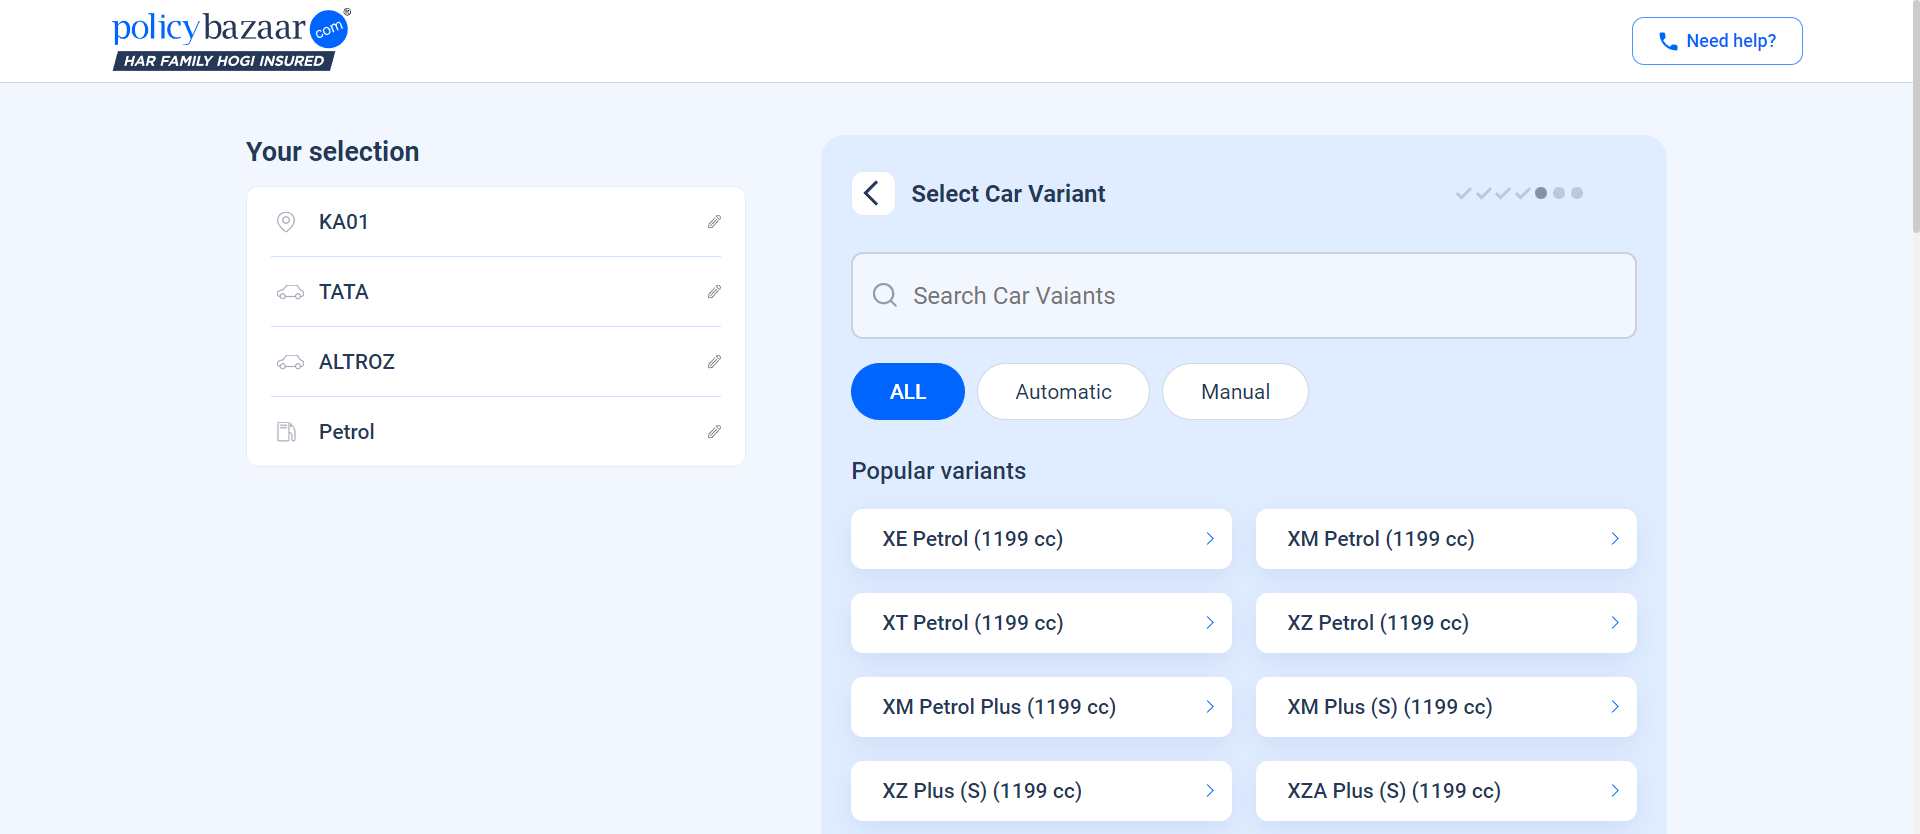 policybazaar.com®
HAR FAMILY HOGI INSURED
Need help?
Your selection
KA01
TATA
ALTROZ
Petrol
Select Car Variant
Search Car Vaiants
ALL
Automatic
Manual
Popular variants
XE Petrol (1199 cc)
XM Petrol (1199 cc)
XT Petrol (1199 cc)
XZ Petrol (1199 cc)
XM Petrol Plus (1199 cc)
XM Plus (S) (1199 cc)
XZ Plus (S) (1199 cc)
XZA Plus (S) (1199 cc)